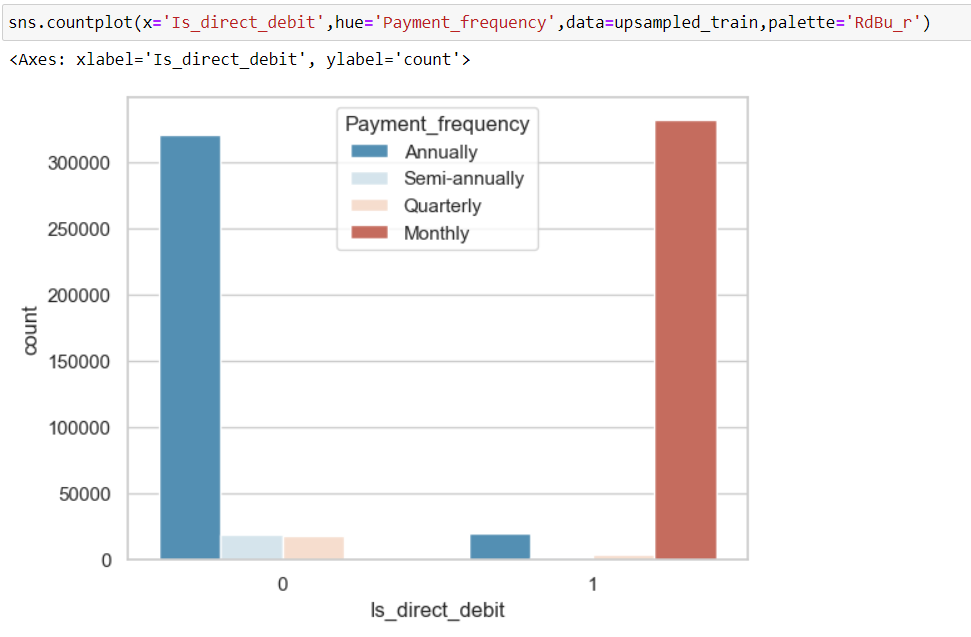 sns.countplot(x='Is_direct_debit',hue='Payment_frequency',data=upsampled_train,palette='RdBu_r')
<Axes: xlabel='Is_direct_debit', ylabel='count'>
Payment_frequency
Annually
Semi-annually
Quarterly
Monthly
300000
250000
200000
150000
100000
50000
0
count
0
1
Is_direct_debit